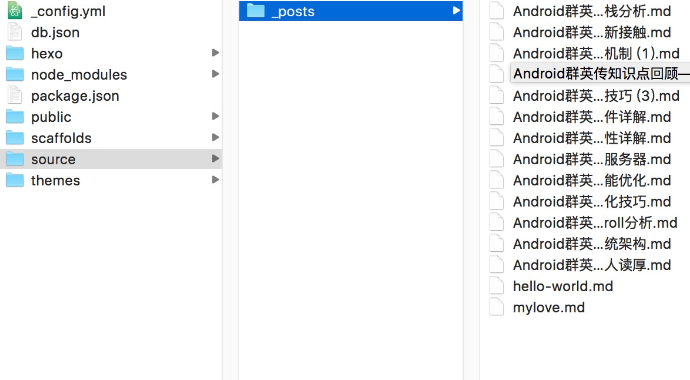 _config.yml
db.json
hexo
node_modules
package.json
public
scaffolds
source
themes
_posts
Android群英...栈分析.md
Android群英...新接触.md
Android群英...机制 (1).md
Android群英传知识点回顾—
Android群英...技巧 (3).md
Android群英...件详解.md
Android群英...性详解.md
Android群英...服务器.md
Android群英...能优化.md
Android群英...化技巧.md
Android群英...roll分析.md
Android群英...统架构.md
Android群英...人读厚.md
hello-world.md
mylove.md